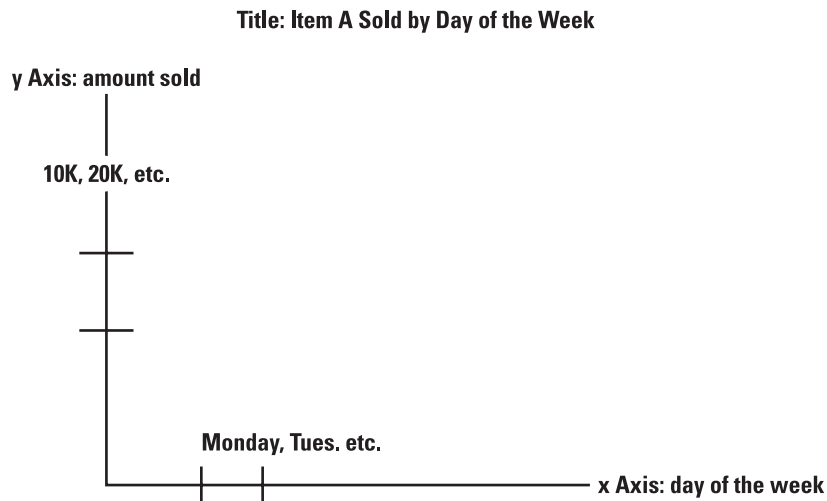 Title: Item A Sold by Day of the Week
y Axis: amount sold
10K, 20K, etc.
Monday, Tues. etc.
x Axis: day of the week